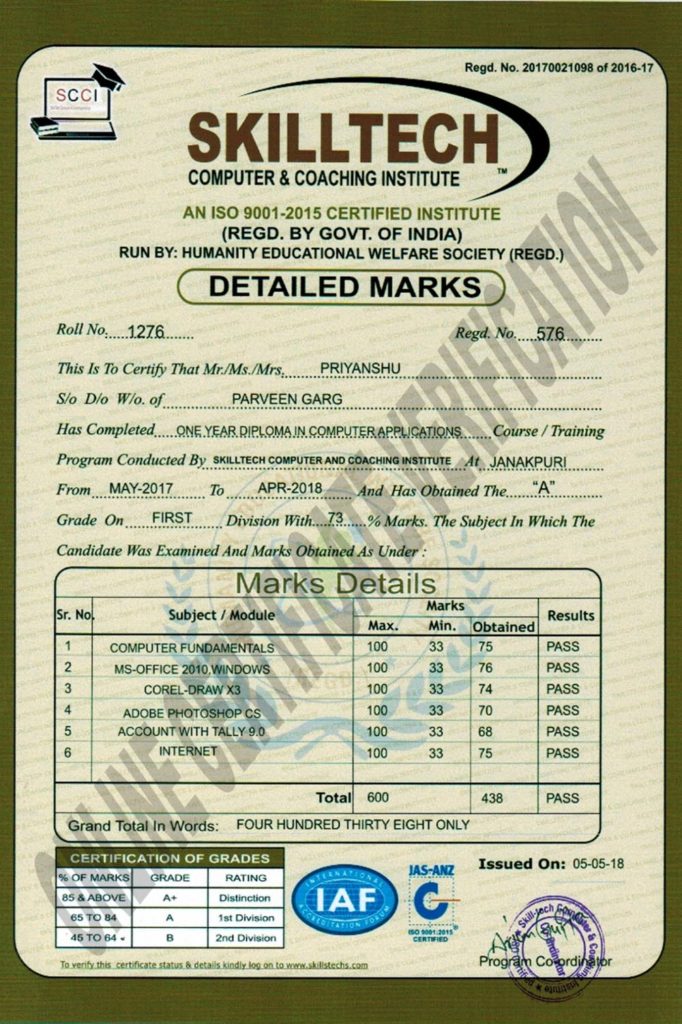 Regd. No. 20170021098 of 2016-17
SCCI
SKILLTECH™
COMPUTER & COACHING INSTITUTE
AN ISO 9001-2015 CERTIFIED INSTITUTE
(REGD. BY GOVT. OF INDIA)
RUN BY: HUMANITY EDUCATIONAL WELFARE SOCIETY (REGD.)
DETAILED MARKS
Roll No. 1276 Regd. No. 576
This Is To Certify That Mr./Ms./Mrs. PRIYANSHU
S/o D/o W/o. of PARVEEN GARG
Has Completed ONE YEAR DIPLOMA IN COMPUTER APPLICATIONS Course / Training
Program Conducted By SKILLTECH COMPUTER AND COACHING INSTITUTE At JANAKPURI
From MAY-2017 To APR-2018 And Has Obtained The "A"
Grade On FIRST Division With 73 % Marks. The Subject In Which The
Candidate Was Examined And Marks Obtained As Under :
Marks Details
Sr. No. Subject / Module Marks Results
Max. Min. Obtained
1 COMPUTER FUNDAMENTALS 100 33 75 PASS
2 MS-OFFICE 2010,WINDOWS 100 33 76 PASS
3 COREL-DRAW X3 100 33 74 PASS
4 ADOBE PHOTOSHOP CS 100 33 70 PASS
5 ACCOUNT WITH TALLY 9.0 100 33 68 PASS
6 INTERNET 100 33 75 PASS
Total 600 438 PASS
Grand Total In Words: FOUR HUNDRED THIRTY EIGHT ONLY
CERTIFICATION OF GRADES
% OF MARKS GRADE RATING
85 & ABOVE A+ Distinction
65 TO 84 A 1st Division
45 TO 64 B 2nd Division
INTERNATIONAL
IAF
ACCREDITATION FORUM
JAS-ANZ
C
ISO 9001:2015
CERTIFIED
Issued On: 05-05-18
Skill-tech Computer & Coaching Institute
Co-ordinator
Program Co-ordinator
To verify this certificate status & details kindly log on to www.skillstechs.com
ONLINE CERTIFICATE VERIFICATION